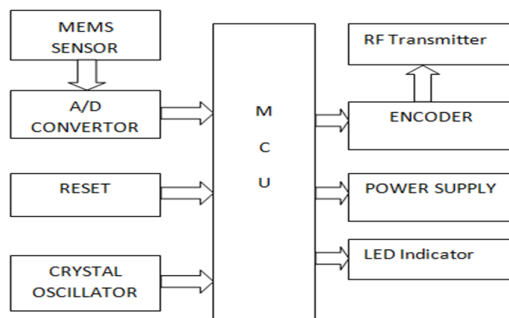 MEMS
SENSOR
A/D
CONVERTOR
RESET
CRYSTAL
OSCILLATOR
M
C
U
RF Transmitter
ENCODER
POWER SUPPLY
LED Indicator